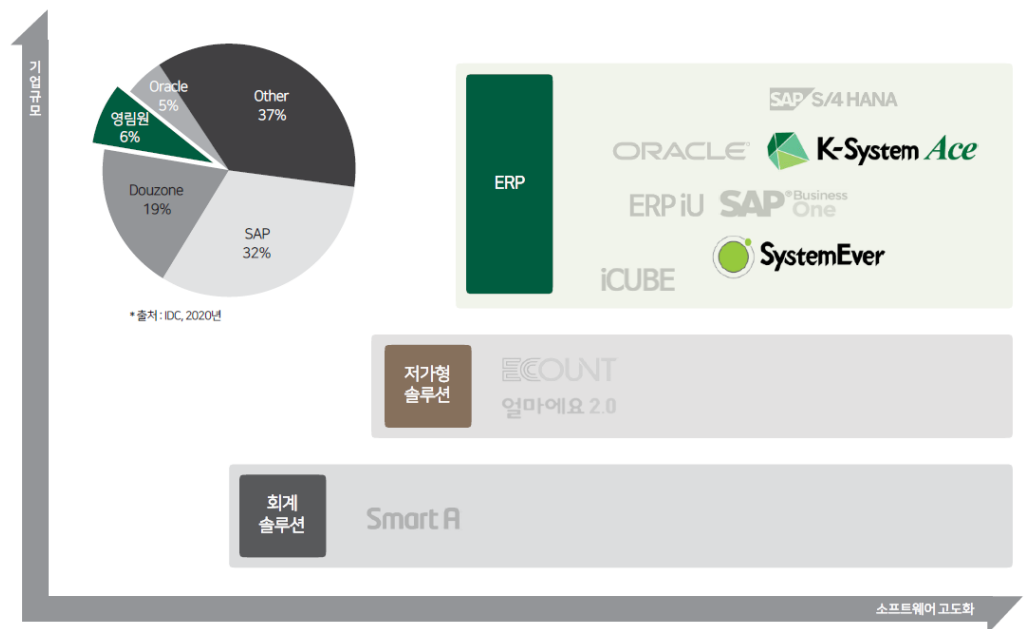 기업규모
Oracle
5%
Other
37%
영림원
6%
Douzone
19%
SAP
32%
* 출처 : IDC, 2020년
ERP
SAP S/4 HANA
ORACLE®
K-System Ace
ERP iU
SAP® Business
One
SystemEver
iCUBE
저가형
솔루션
ECOUNT
얼마에요 2.0
회계
솔루션
Smart A
소프트웨어 고도화